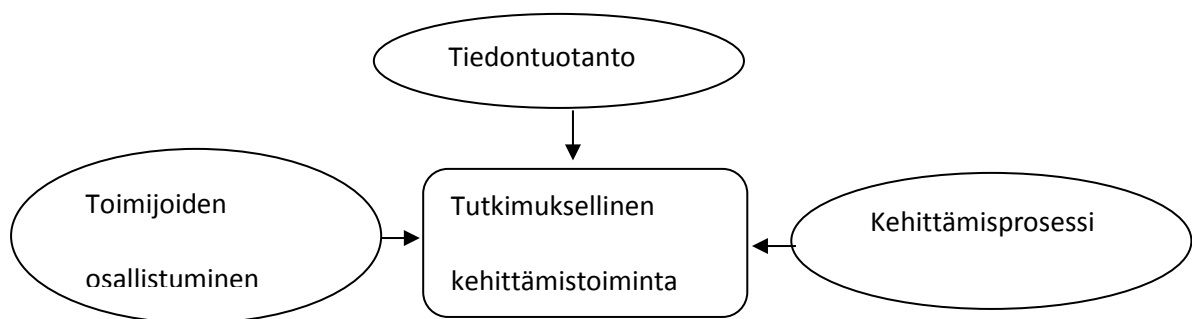 Tiedontuotanto
Toimijoiden
osallistuminen
Tutkimuksellinen
kehittämistoiminta
Kehittämisprosessi